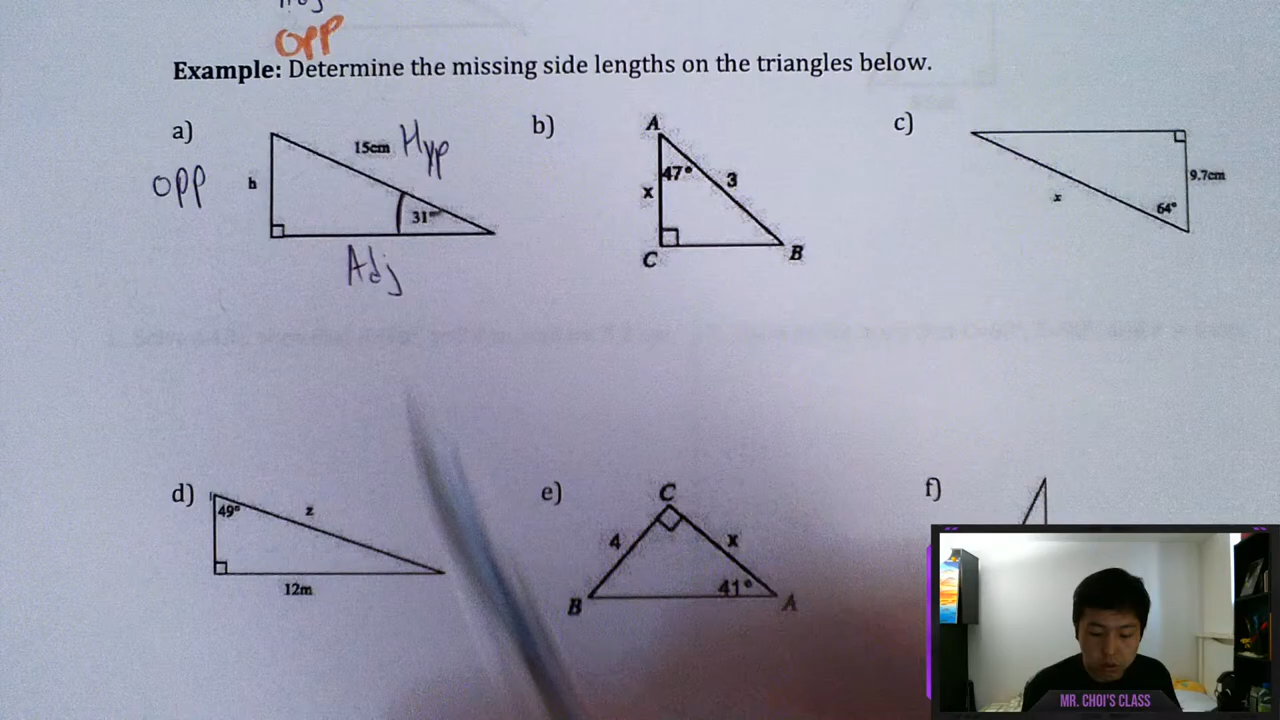 OPP
Example: Determine the missing side lengths on the triangles below.
a)
15cm
Hyp
OPP
h
31°
Adj
b)
A
47°
3
x
C
B
c)
9.7cm
x
64°
d)
49°
z
12m
e)
C
4
x
41°
B
A
f)
MR. CHOI'S CLASS